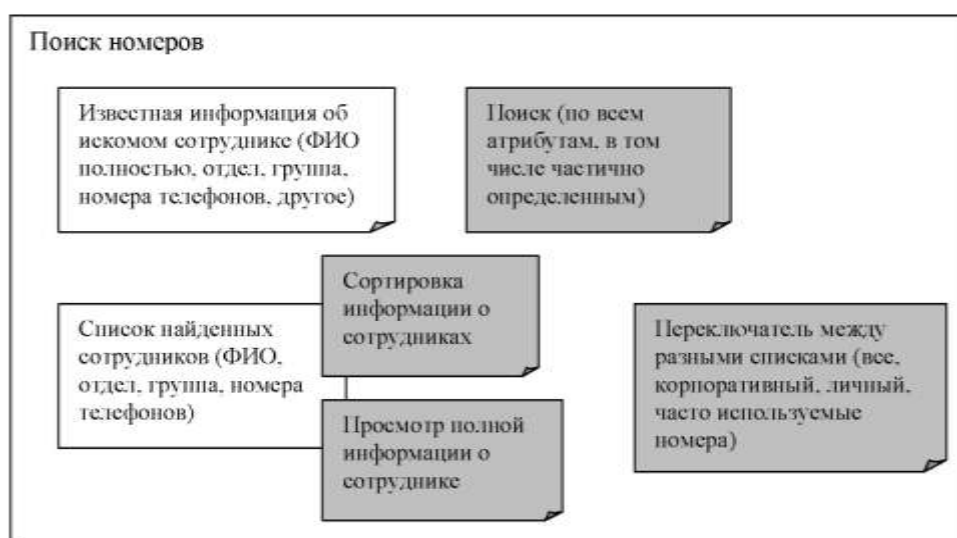 Поиск номеров
Известная информация об
искомом сотруднике (ФИО
полностью, отдел, группа,
номера телефонов, другое)
Поиск (по всем
атрибутам, в том
числе частично
определенным)
Сортировка
информации о
сотрудниках
Список найденных
сотрудников (ФИО,
отдел, группа, номера
телефонов)
Просмотр полной
информации о
сотруднике
Переключатель между
разными списками (все,
корпоративный, личный,
часто используемые
номера)